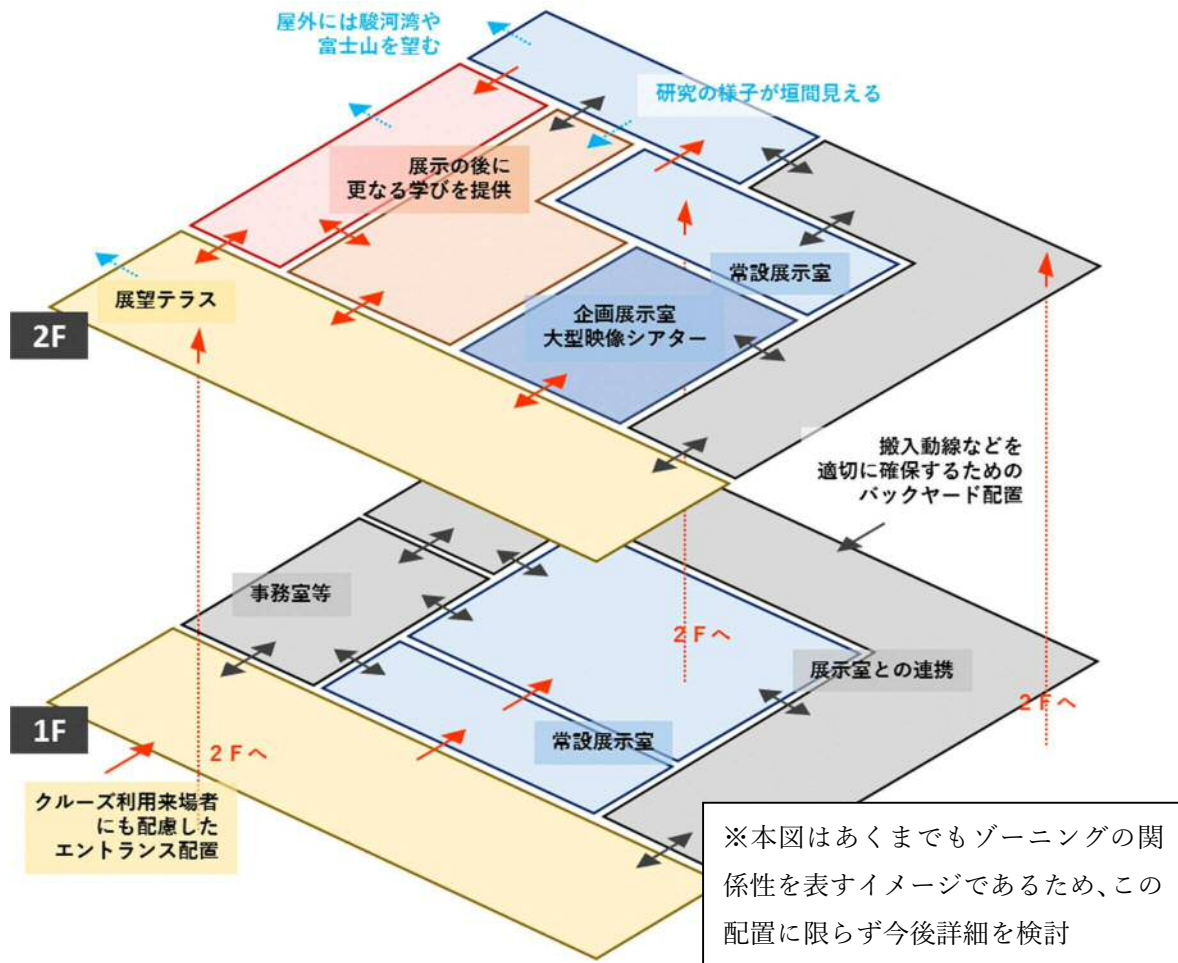 屋外には駿河湾や
富士山を望む
研究の様子が垣間見える
展示の後に
更なる学びを提供
常設展示室
展望テラス
企画展示室
大型映像シアター
2F
搬入動線などを
適切に確保するための
バックヤード配置
事務室等
2Fへ
展示室との連携
2Fへ
1F
常設展示室
2Fへ
クルーズ利用来場者
にも配慮した
エントランス配置
※本図はあくまでもゾーニングの関
係性を表すイメージであるため、この
配置に限らず今後詳細を検討